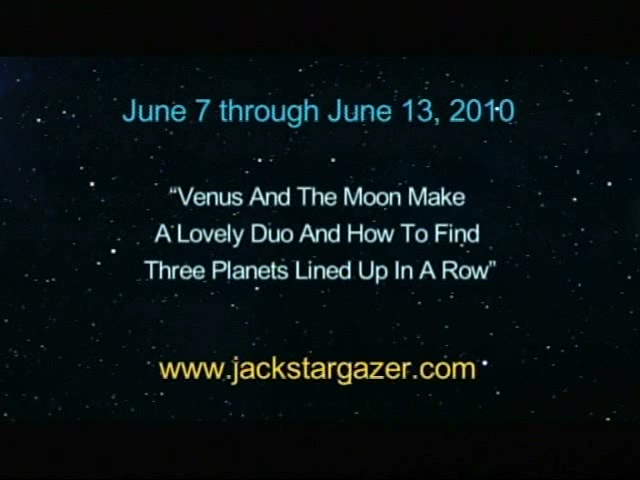 June 7 through June 13, 2010
“Venus And The Moon Make
A Lovely Duo And How To Find
Three Planets Lined Up In A Row”
www.jackstargazer.com